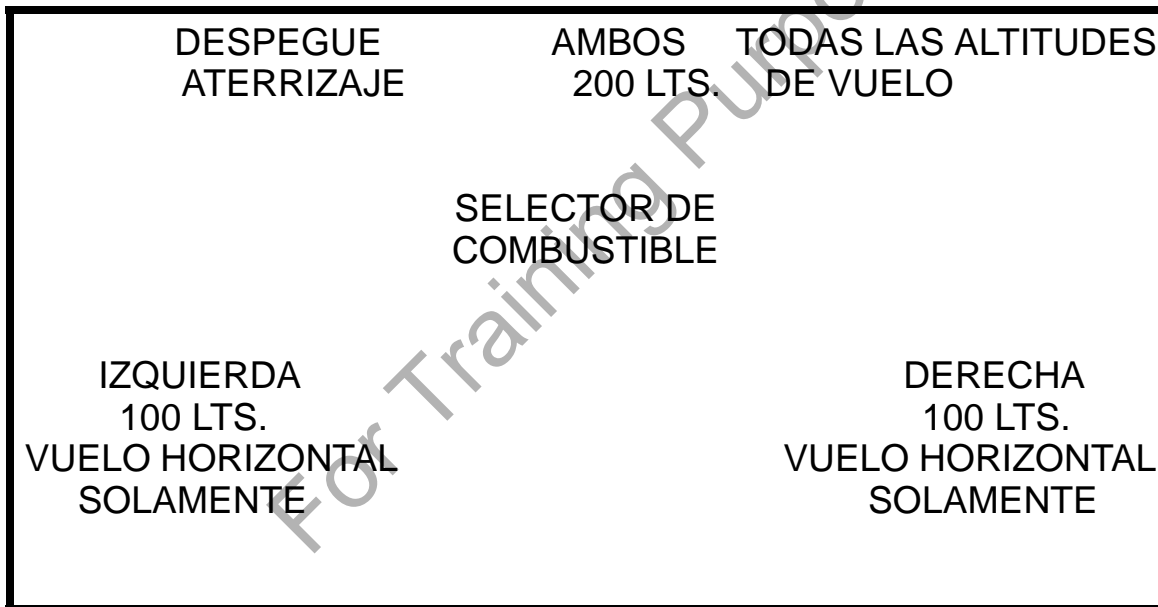 DESPEGUE AMBOS TODAS LAS ALTITUDES
ATERRIZAJE 200 LTS. DE VUELO
SELECTOR DE
COMBUSTIBLE
IZQUIERDA DERECHA
100 LTS. 100 LTS.
VUELO HORIZONTAL VUELO HORIZONTAL
SOLAMENTE SOLAMENTE
For Training